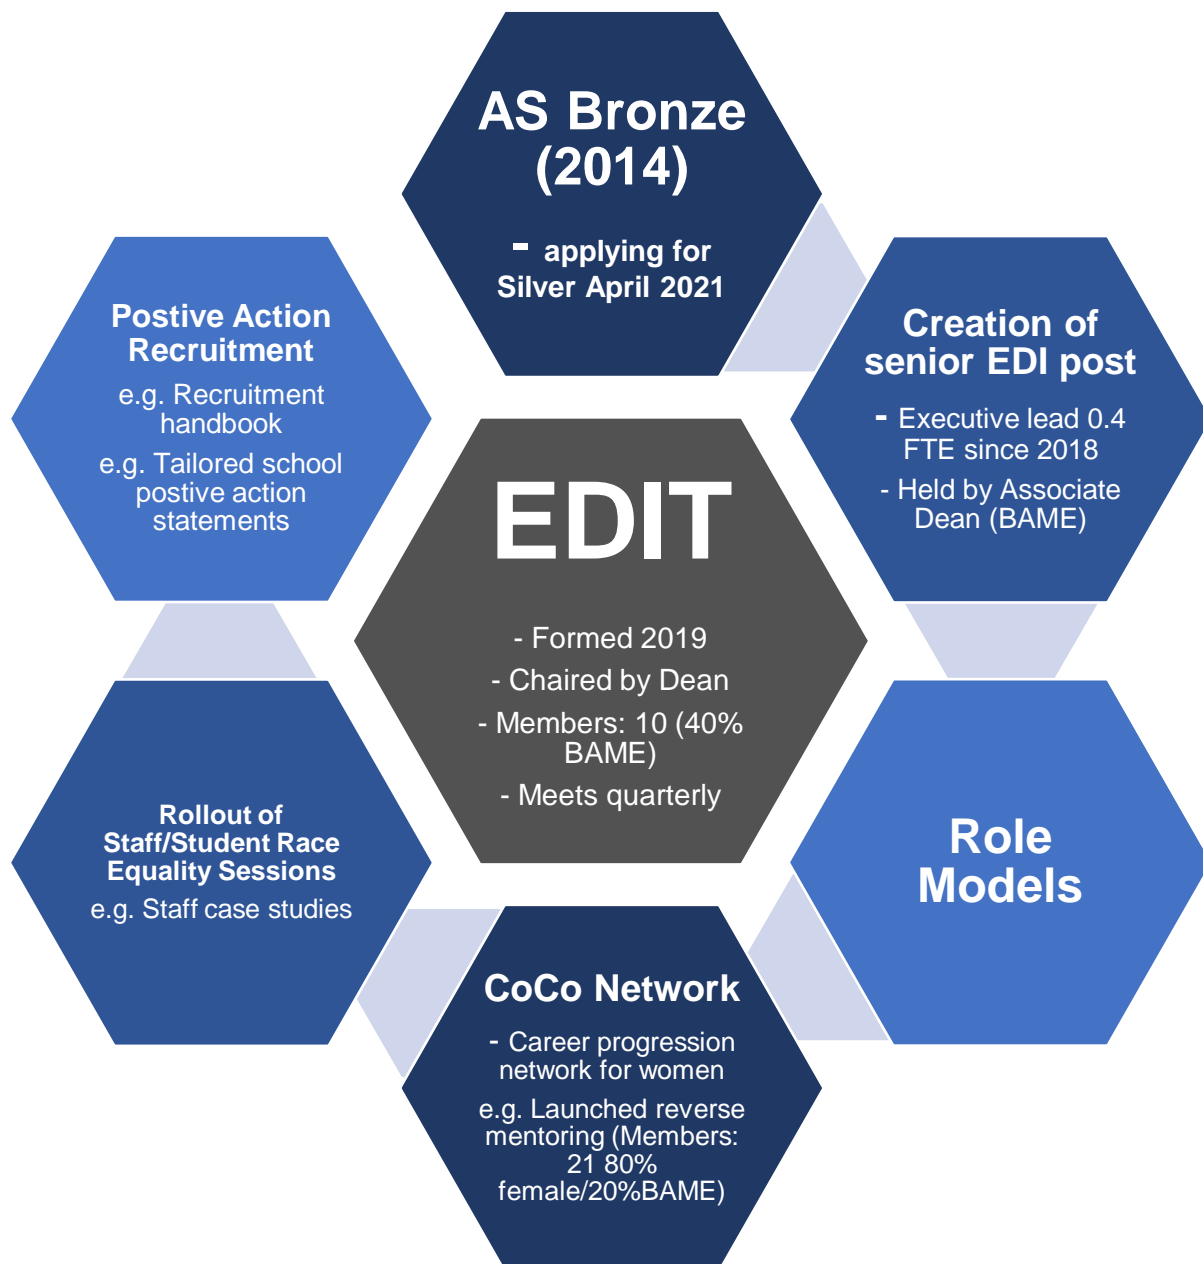 AS Bronze
(2014)
- applying for
Silver April 2021
Creation of
senior EDI post
- Executive lead 0.4
FTE since 2018
- Held by Associate
Dean (BAME)
Role
Models
CoCo Network
- Career progression
network for women
e.g. Launched reverse
mentoring (Members:
21 80%
female/20%BAME)
Rollout of
Staff/Student Race
Equality Sessions
e.g. Staff case studies
Postive Action
Recruitment
e.g. Recruitment
handbook
e.g. Tailored school
postive action
statements
EDIT
- Formed 2019
- Chaired by Dean
- Members: 10 (40%
BAME)
- Meets quarterly